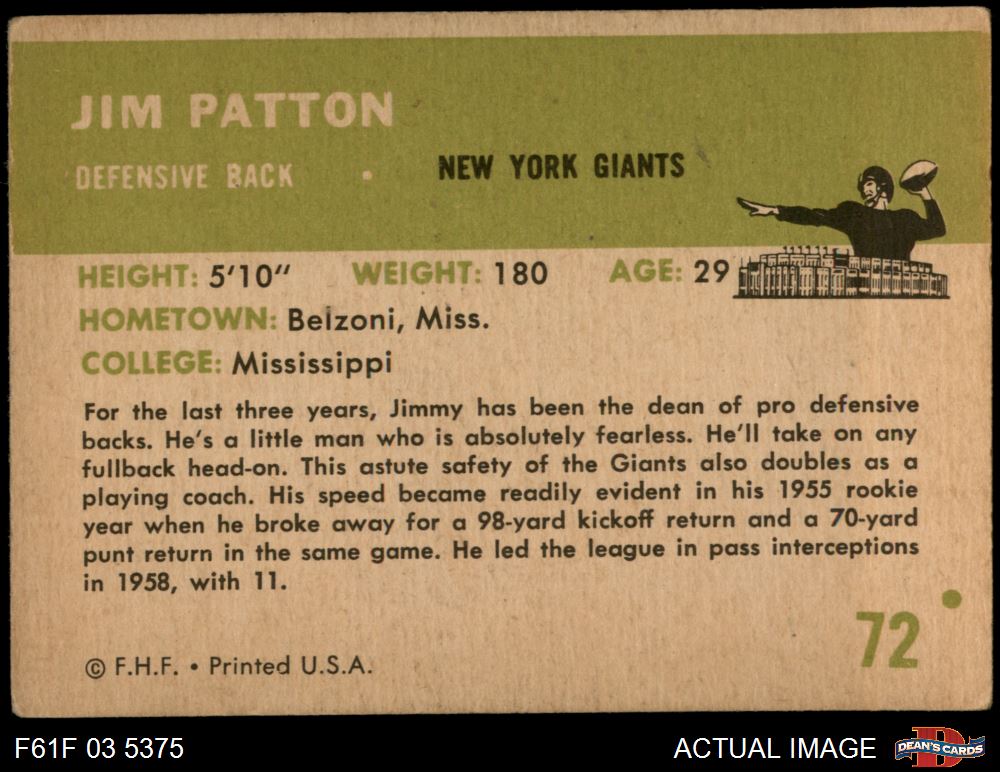 JIM PATTON
DEFENSIVE BACK • NEW YORK GIANTS
HEIGHT: 5'10" WEIGHT: 180 AGE: 29
HOMETOWN: Belzoni, Miss.
COLLEGE: Mississippi
For the last three years, Jimmy has been the dean of pro defensive
backs. He's a little man who is absolutely fearless. He'll take on any
fullback head-on. This astute safety of the Giants also doubles as a
playing coach. His speed became readily evident in his 1955 rookie
year when he broke away for a 98-yard kickoff return and a 70-yard
punt return in the same game. He led the league in pass interceptions
in 1958, with 11.
72
© F.H.F. • Printed U.S.A.
F61F 03 5375
ACTUAL IMAGE
D
DEAN'S CARDS